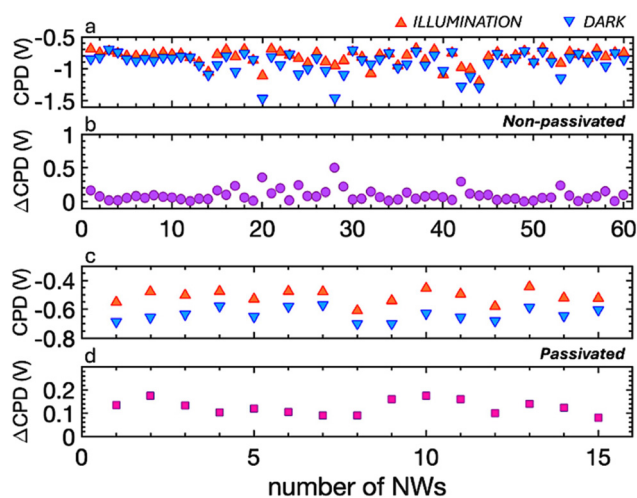 a
ILLUMINATION DARK
-0.5
-1
-1.5
CPD (V)
b
Non-passivated
1
0.5
0
ΔCPD (V)
0 10 20 30 40 50 60
c
-0.4
-0.6
-0.8
CPD (V)
d
Passivated
0.2
0.1
0
ΔCPD (V)
0 5 10 15
number of NWs